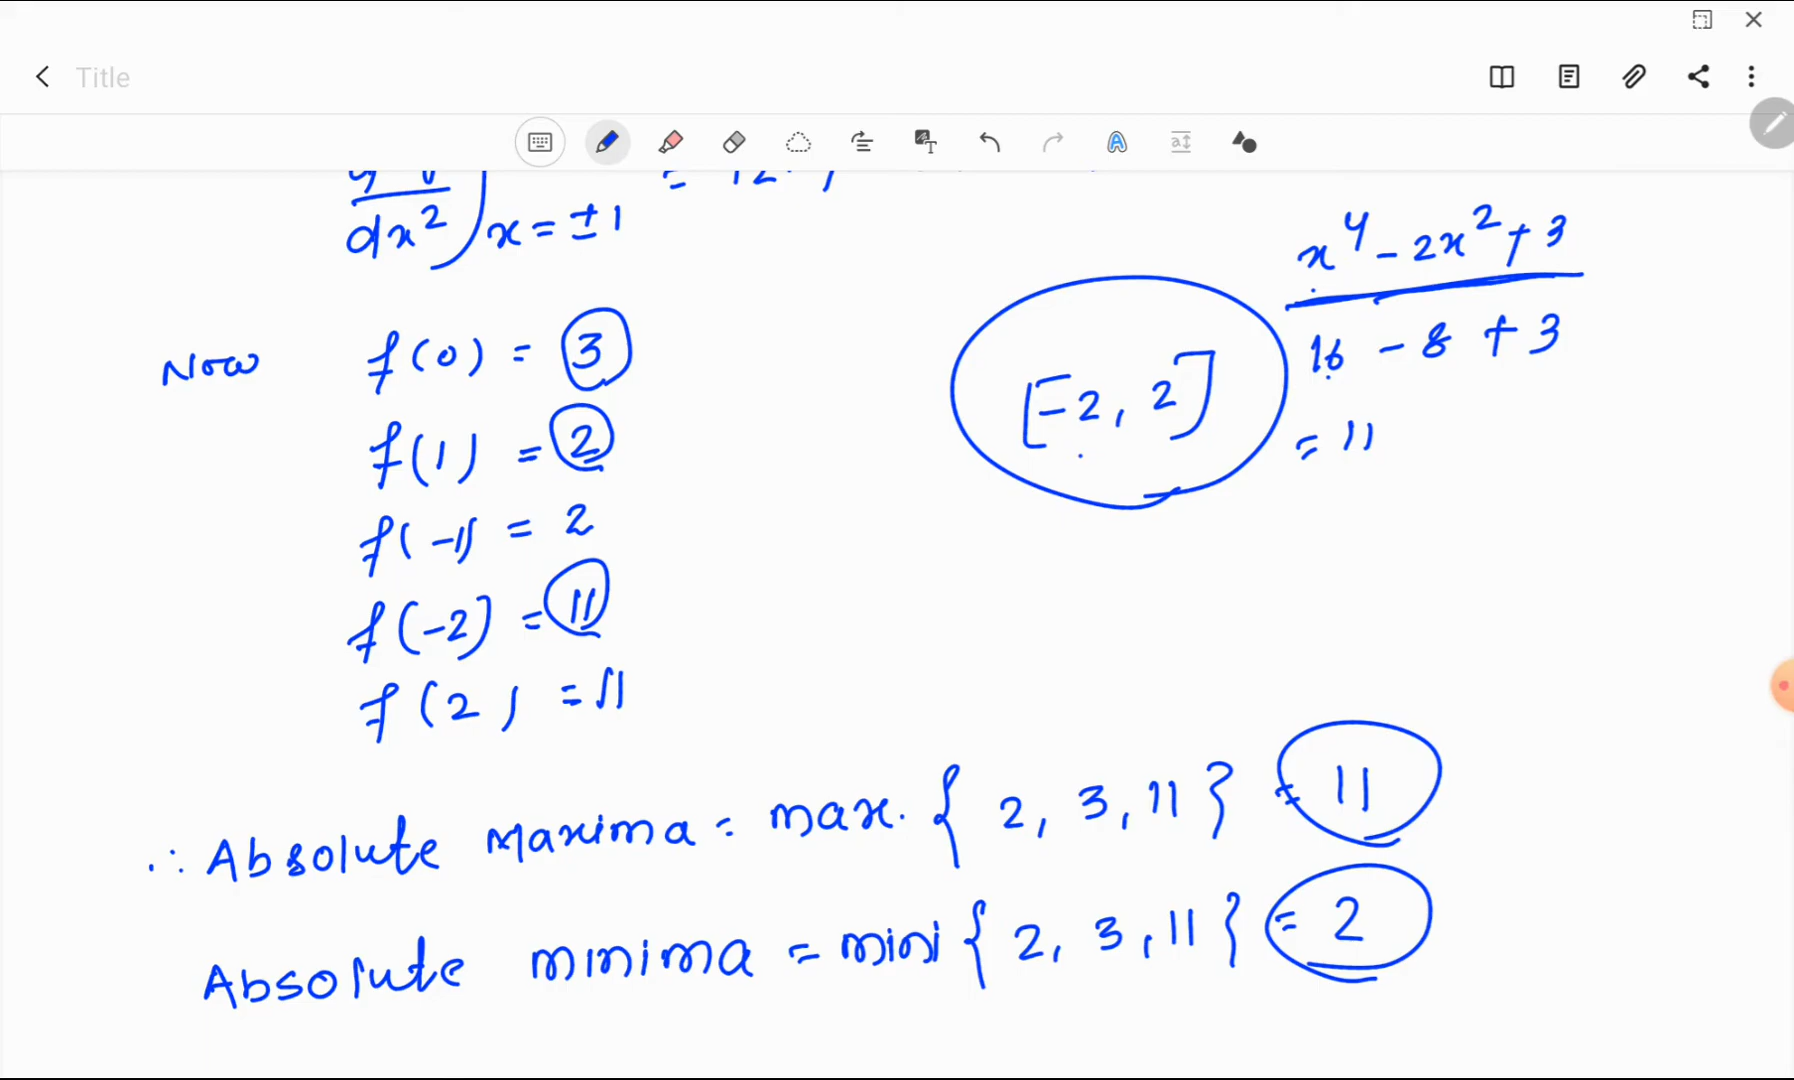 Title
dx² x = ±1
x⁴ - 2x² + 3
16 - 8 + 3
= 11
[-2, 2]
Now f(0) = 3
f(1) = 2
f(-1) = 2
f(-2) = 11
f(2) = 11
∴ Absolute Maxima = max. { 2, 3, 11 } = 11
Absolute minima = mini { 2, 3, 11 } = 2